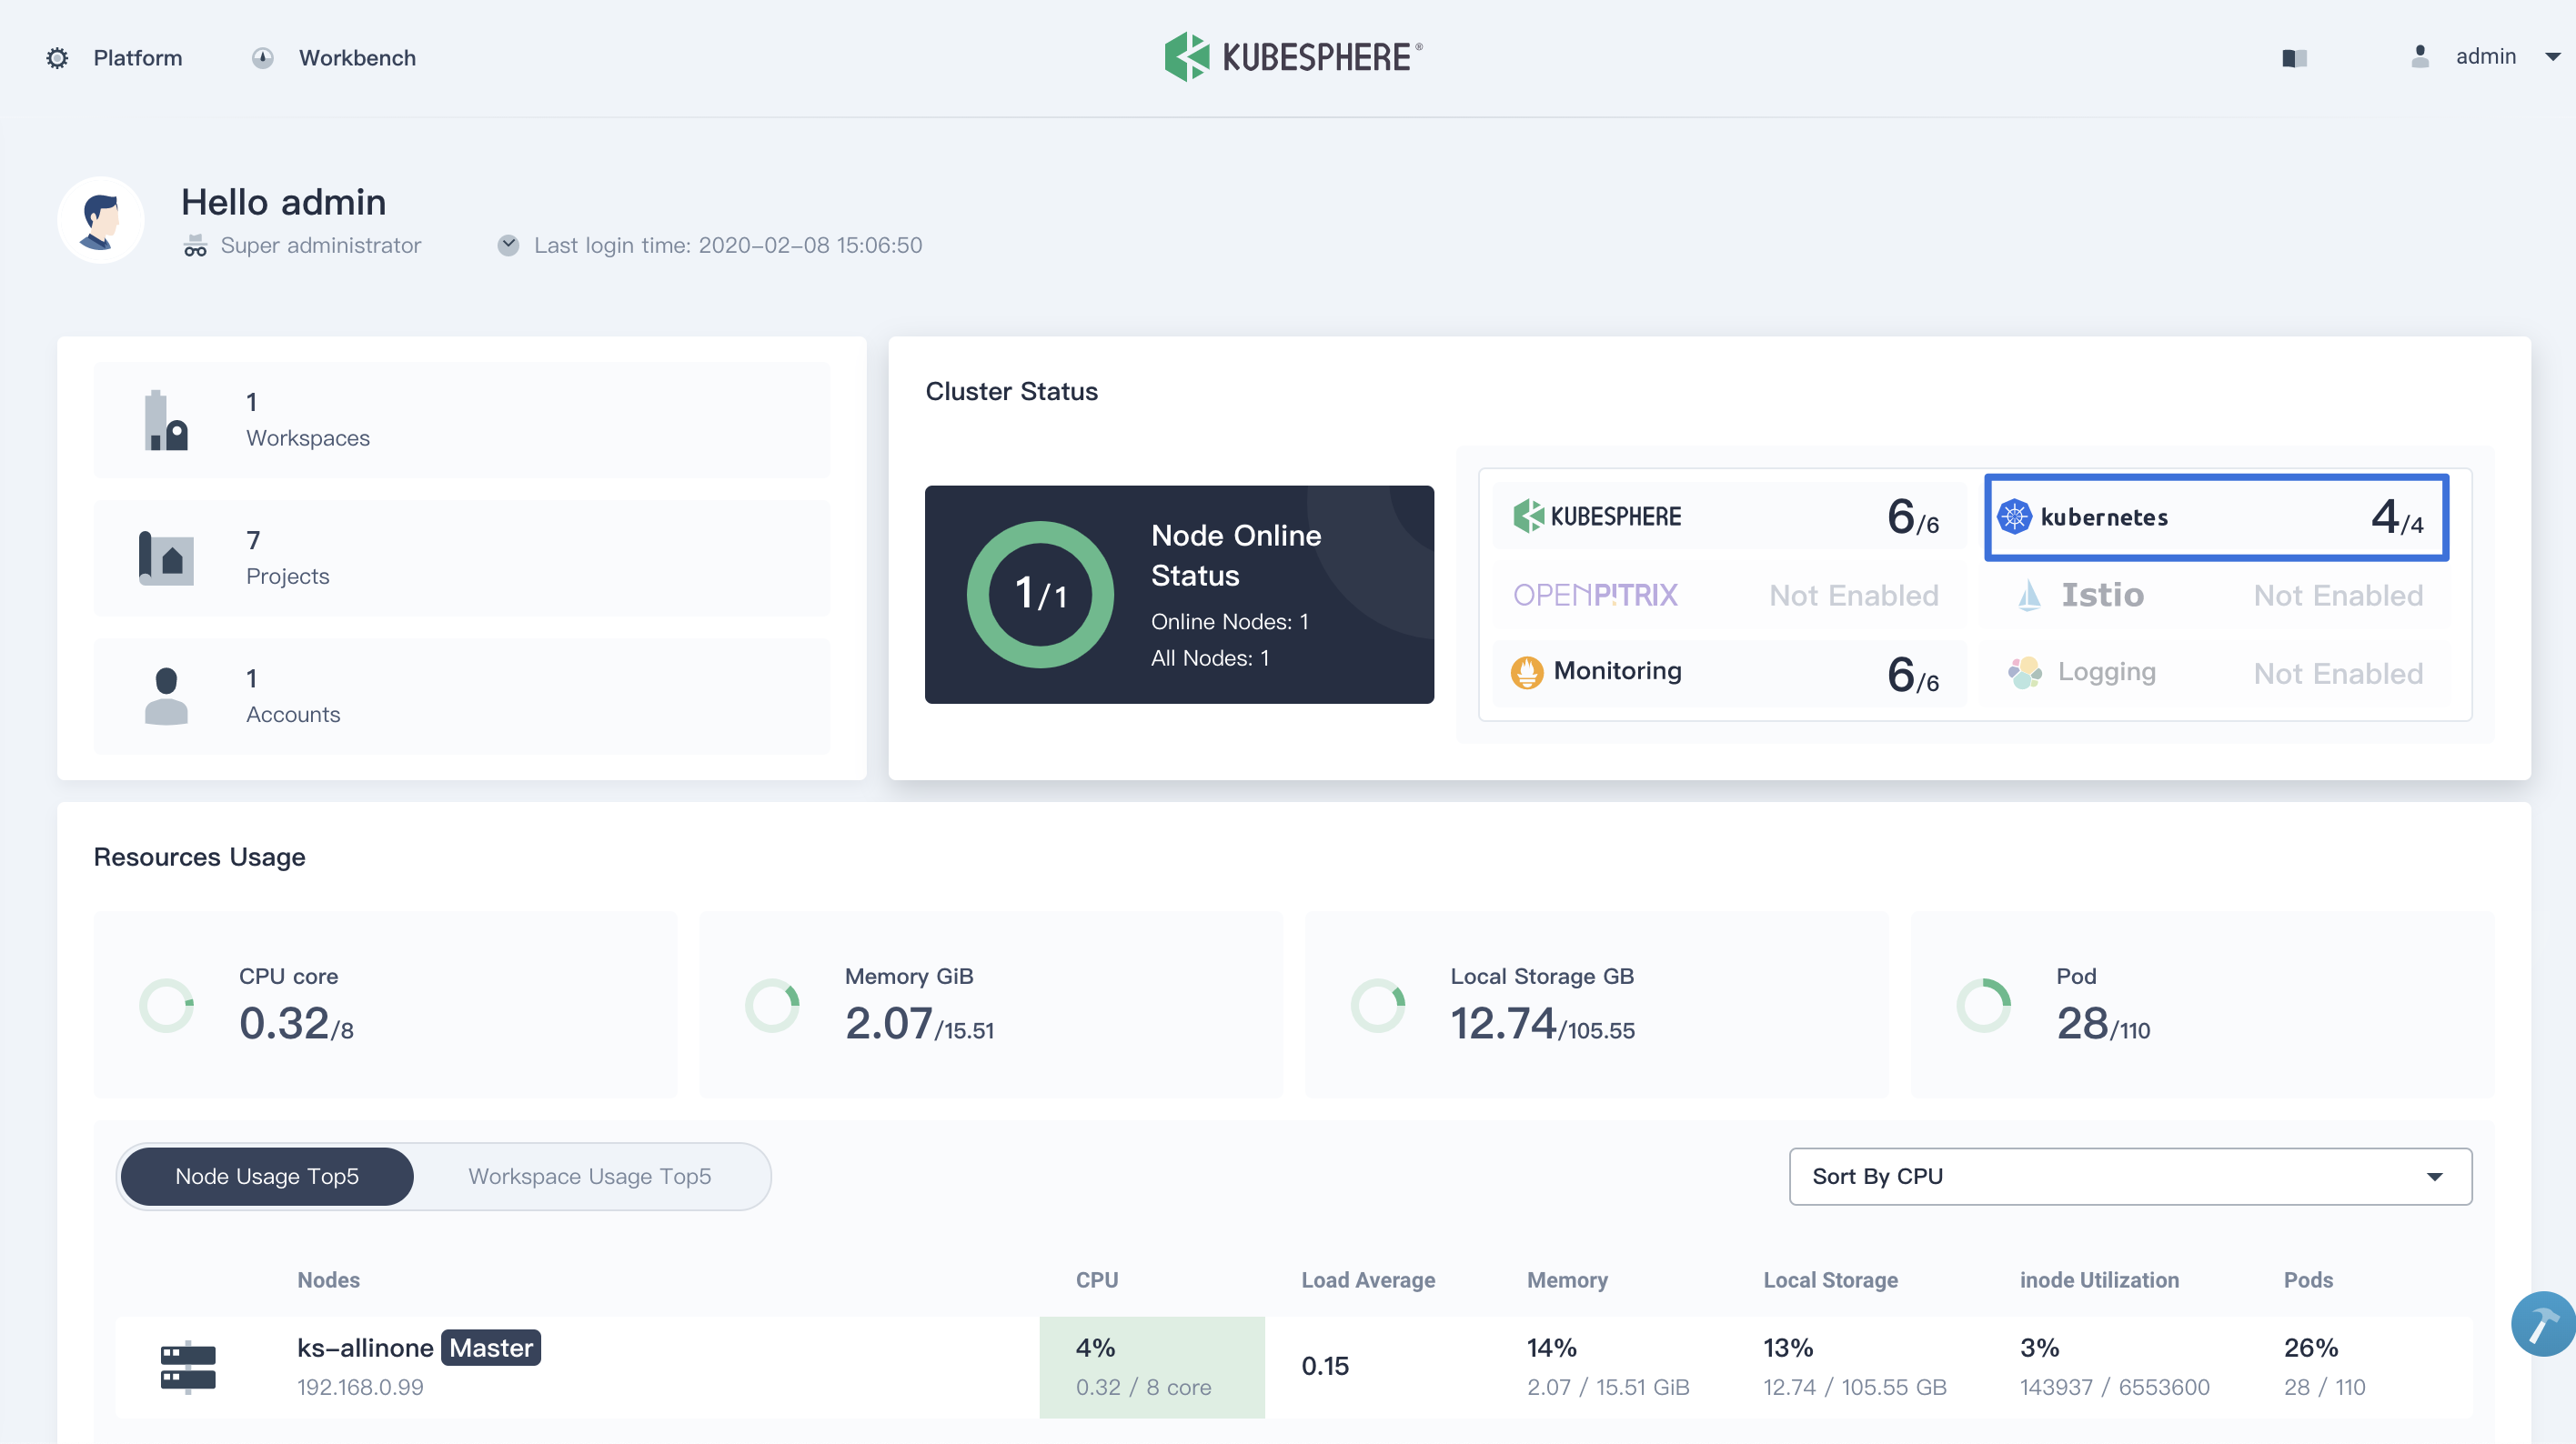 Platform
Workbench
KUBESPHERE®
admin
Hello admin
Super administrator
Last login time: 2020-02-08 15:06:50
1
Workspaces
7
Projects
1
Accounts
Cluster Status
1/1
Node Online
Status
Online Nodes: 1
All Nodes: 1
KUBESPHERE 6/6
kubernetes 4/4
OPENPITRIX Not Enabled
Istio Not Enabled
Monitoring 6/6
Logging Not Enabled
Resources Usage
CPU core
0.32/8
Memory GiB
2.07/15.51
Local Storage GB
12.74/105.55
Pod
28/110
Node Usage Top5
Workspace Usage Top5
Sort By CPU
Nodes CPU Load Average Memory Local Storage inode Utilization Pods
ks-allinone Master 4% 0.15 14% 13% 3% 26%
192.168.0.99 0.32 / 8 core 2.07 / 15.51 GiB 12.74 / 105.55 GB 143937 / 6553600 28 / 110